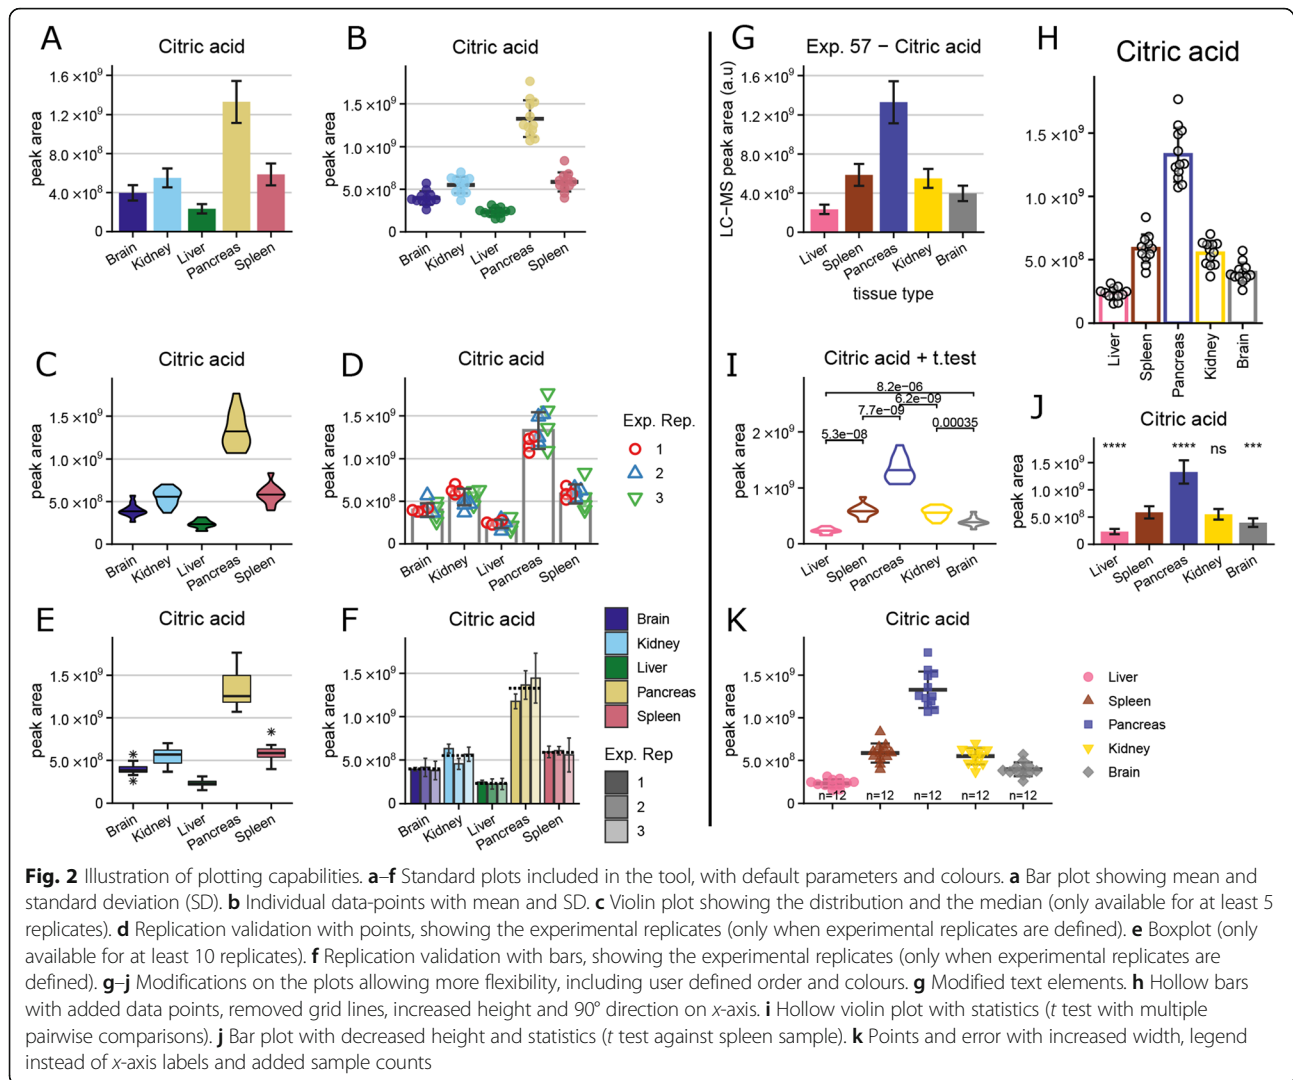 A
Citric acid
peak area
1.6×10⁹
1.2×10⁹
8.0×10⁸
4.0×10⁸
0
Brain
Kidney
Liver
Pancreas
Spleen
B
Citric acid
peak area
1.5×10⁹
1.0×10⁹
5.0×10⁸
0
Brain
Kidney
Liver
Pancreas
Spleen
G
Exp. 57 − Citric acid
LC−MS peak area (a.u)
1.6×10⁹
1.2×10⁹
8.0×10⁸
4.0×10⁸
0
Liver
Spleen
Pancreas
Kidney
Brain
tissue type
H
Citric acid
peak area
1.5×10⁹
1.0×10⁹
5.0×10⁸
0
Liver
Spleen
Pancreas
Kidney
Brain
C
Citric acid
peak area
1.5×10⁹
1.0×10⁹
5.0×10⁸
0
Brain
Kidney
Liver
Pancreas
Spleen
D
Citric acid
peak area
1.5×10⁹
1.0×10⁹
5.0×10⁸
0
Brain
Kidney
Liver
Pancreas
Spleen
Exp. Rep.
1
2
3
I
Citric acid + t.test
peak area
2×10⁹
1×10⁹
0
8.2e−06
6.2e−09
7.7e−09
0.00035
5.3e−08
Liver
Spleen
Pancreas
Kidney
Brain
J
Citric acid
peak area
1.5×10⁹
1.0×10⁹
5.0×10⁸
0
**** **** ns ***
Liver
Spleen
Pancreas
Kidney
Brain
E
Citric acid
peak area
1.5×10⁹
1.0×10⁹
5.0×10⁸
0
Brain
Kidney
Liver
Pancreas
Spleen
F
Citric acid
peak area
1.5×10⁹
1.0×10⁹
5.0×10⁸
0
Brain
Kidney
Liver
Pancreas
Spleen
Brain
Kidney
Liver
Pancreas
Spleen
Exp. Rep
1
2
3
K
Citric acid
peak area
1.5×10⁹
1.0×10⁹
5.0×10⁸
0
n=12 n=12 n=12 n=12 n=12
Liver
Spleen
Pancreas
Kidney
Brain
Fig. 2 Illustration of plotting capabilities. a–f Standard plots included in the tool, with default parameters and colours. a Bar plot showing mean and
standard deviation (SD). b Individual data-points with mean and SD. c Violin plot showing the distribution and the median (only available for at least 5
replicates). d Replication validation with points, showing the experimental replicates (only when experimental replicates are defined). e Boxplot (only
available for at least 10 replicates). f Replication validation with bars, showing the experimental replicates (only when experimental replicates are
defined). g–j Modifications on the plots allowing more flexibility, including user defined order and colours. g Modified text elements. h Hollow bars
with added data points, removed grid lines, increased height and 90° direction on x-axis. i Hollow violin plot with statistics (t test with multiple
pairwise comparisons). j Bar plot with decreased height and statistics (t test against spleen sample). k Points and error with increased width, legend
instead of x-axis labels and added sample counts